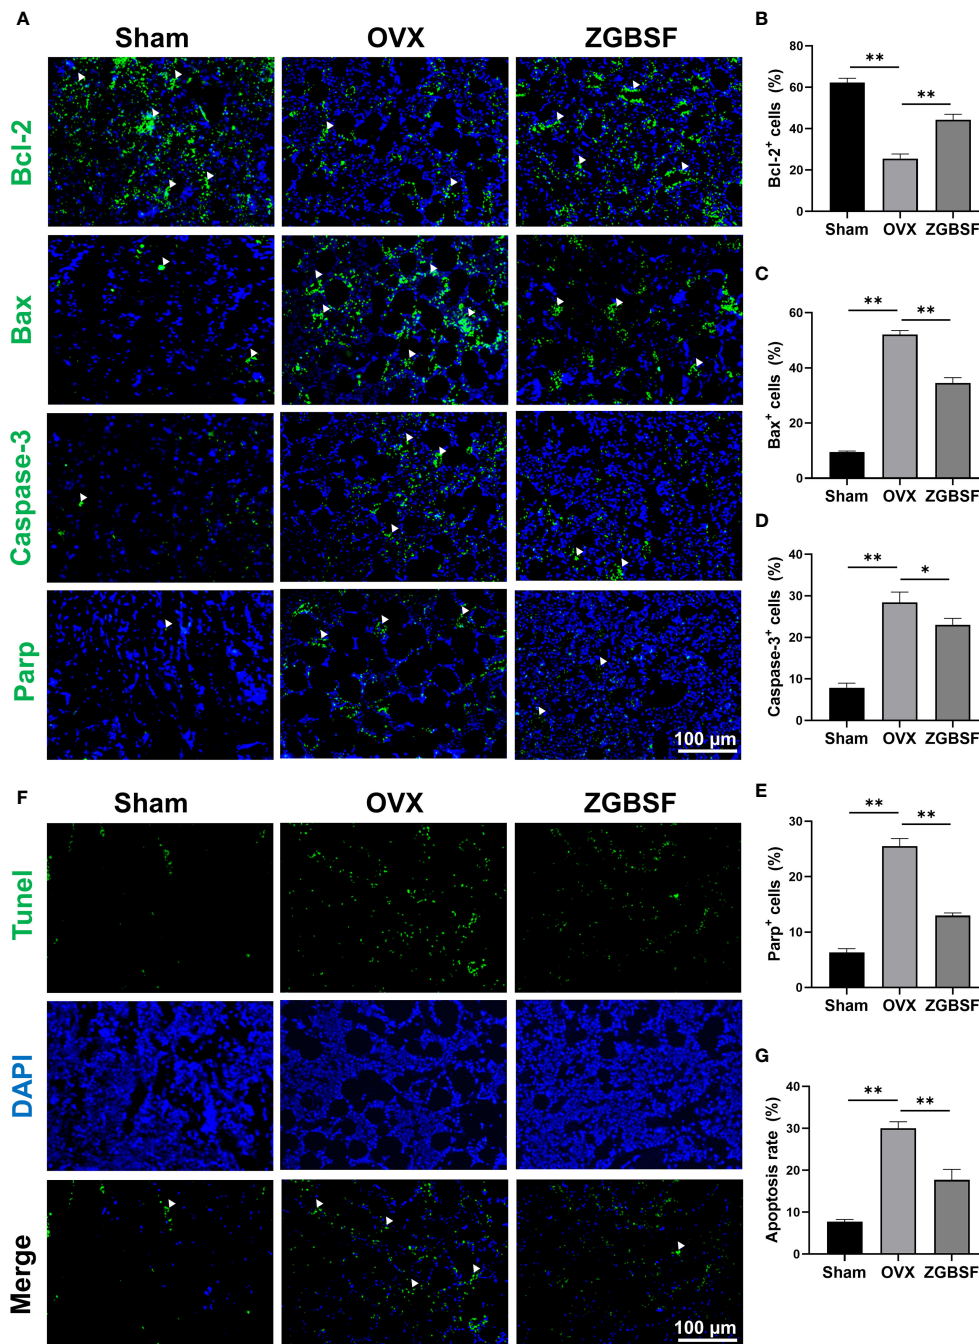 A
Sham OVX ZGBSF
Bcl-2
Bax
Caspase-3
Parp
100 μm
B
Bcl-2+ cells (%)
80
60
40
20
0
** **
Sham OVX ZGBSF
C
Bax+ cells (%)
60
40
20
0
** **
Sham OVX ZGBSF
D
Caspase-3+ cells (%)
40
30
20
10
0
** *
Sham OVX ZGBSF
E
Parp+ cells (%)
30
20
10
0
** **
Sham OVX ZGBSF
F
Sham OVX ZGBSF
Tunel
DAPI
Merge
100 μm
G
Apoptosis rate (%)
40
30
20
10
0
** **
Sham OVX ZGBSF